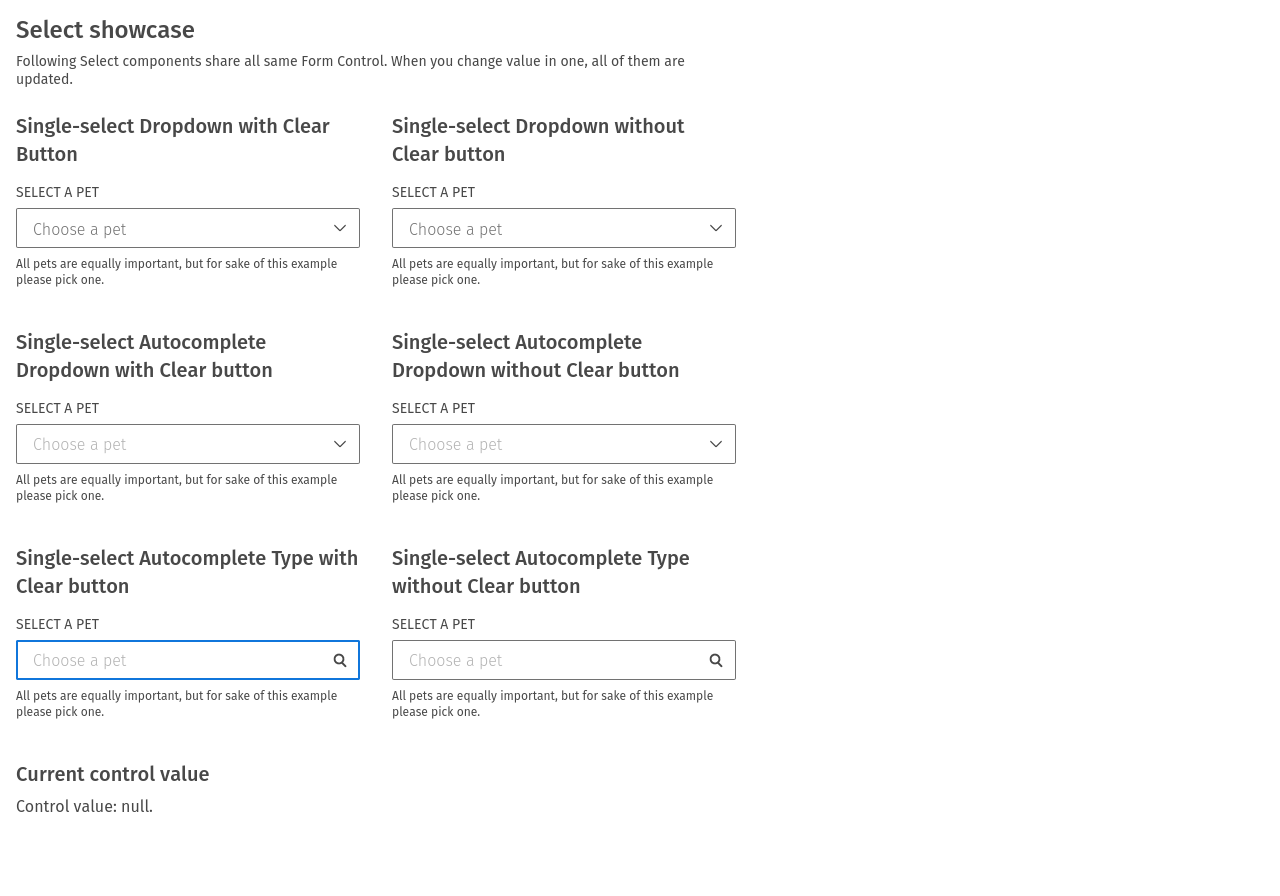 Select showcase
Following Select components share all same Form Control. When you change value in one, all of them are
updated.
Single-select Dropdown with Clear
Button
SELECT A PET
Choose a pet
All pets are equally important, but for sake of this example
please pick one.
Single-select Dropdown without
Clear button
SELECT A PET
Choose a pet
All pets are equally important, but for sake of this example
please pick one.
Single-select Autocomplete
Dropdown with Clear button
SELECT A PET
Choose a pet
All pets are equally important, but for sake of this example
please pick one.
Single-select Autocomplete
Dropdown without Clear button
SELECT A PET
Choose a pet
All pets are equally important, but for sake of this example
please pick one.
Single-select Autocomplete Type with
Clear button
SELECT A PET
Choose a pet
All pets are equally important, but for sake of this example
please pick one.
Single-select Autocomplete Type
without Clear button
SELECT A PET
Choose a pet
All pets are equally important, but for sake of this example
please pick one.
Current control value
Control value: null.